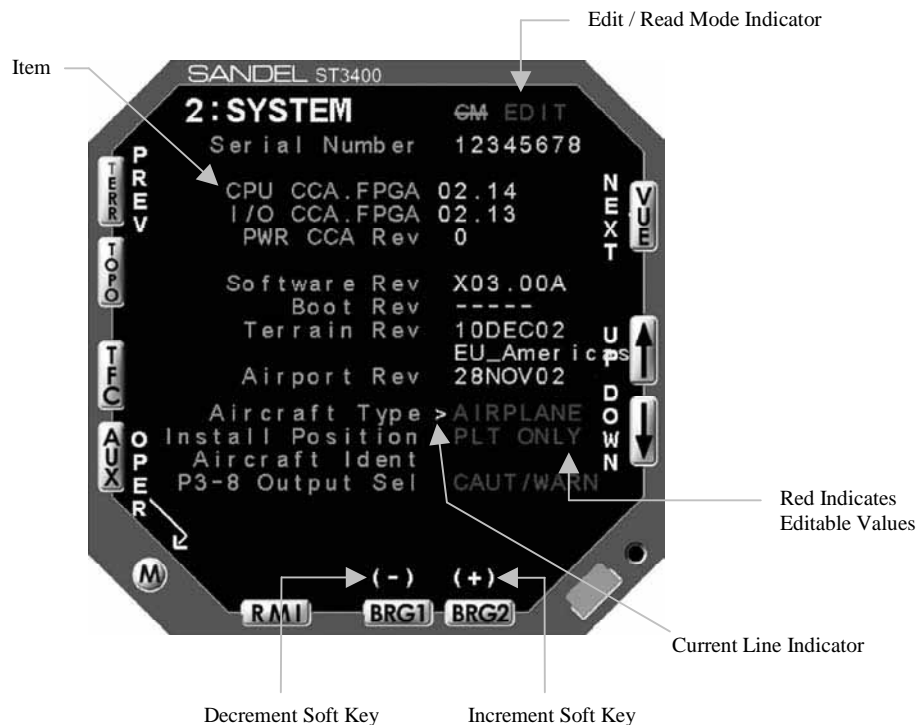 Edit / Read Mode Indicator
Item
SANDEL ST3400
2:SYSTEM
CM EDIT
Serial Number 12345678
CPU CCA.FPGA 02.14
I/O CCA.FPGA 02.13
PWR CCA Rev 0
Software Rev X03.00A
Boot Rev -----
Terrain Rev 10DEC02
EU_Americas
Airport Rev 28NOV02
Aircraft Type > AIRPLANE
Install Position PLT ONLY
Aircraft Ident
P3-8 Output Sel CAUT/WARN
TERR
PREV
TOPO
TFC
AUX
OPER
M
NEXT
VUE
UP
DOWN
(-) (+)
RMI BRG1 BRG2
Red Indicates
Editable Values
Current Line Indicator
Decrement Soft Key
Increment Soft Key